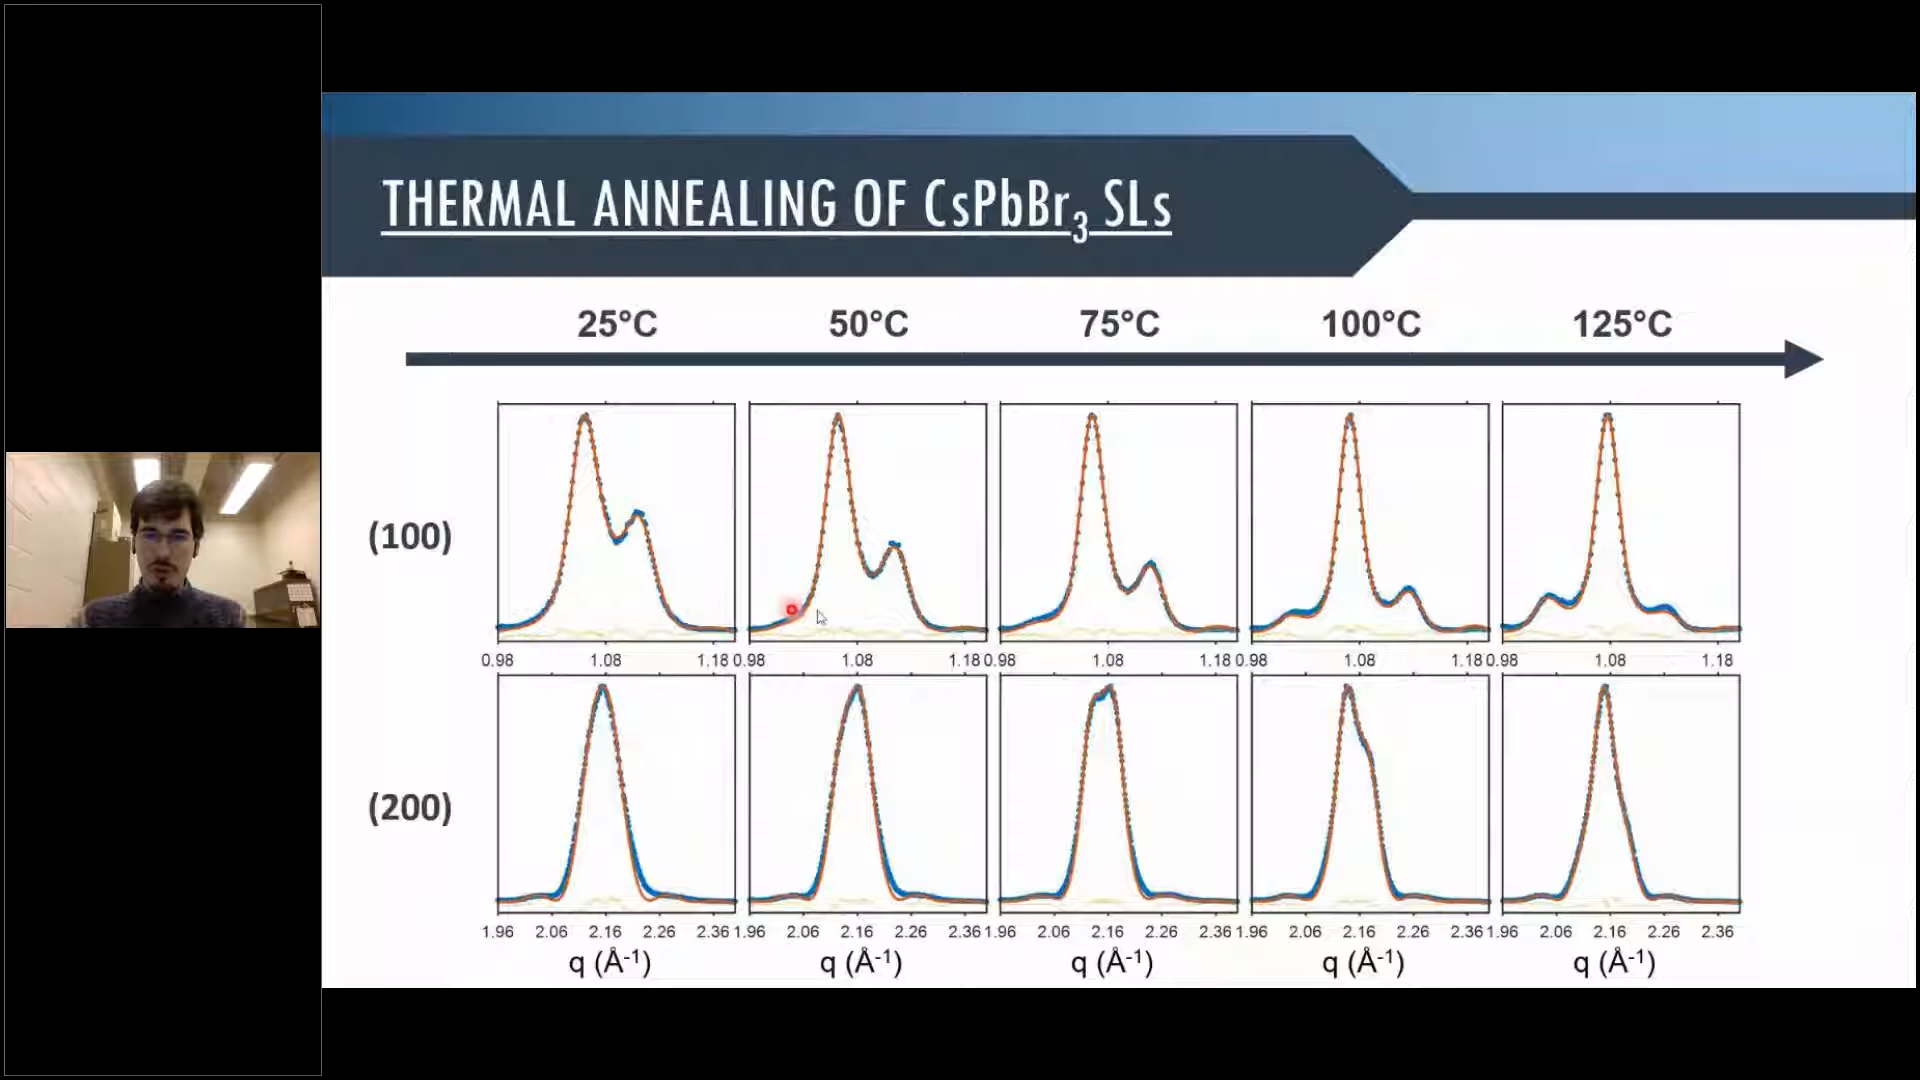 THERMAL ANNEALING OF CsPbBr₃ SLs
25°C 50°C 75°C 100°C 125°C
(100)
0.98 1.08 1.18 0.98 1.08 1.18 0.98 1.08 1.18 0.98 1.08 1.18 0.98 1.08 1.18
(200)
1.96 2.06 2.16 2.26 2.36 1.96 2.06 2.16 2.26 2.36 1.96 2.06 2.16 2.26 2.36 1.96 2.06 2.16 2.26 2.36 1.96 2.06 2.16 2.26 2.36
q (Å⁻¹) q (Å⁻¹) q (Å⁻¹) q (Å⁻¹) q (Å⁻¹)